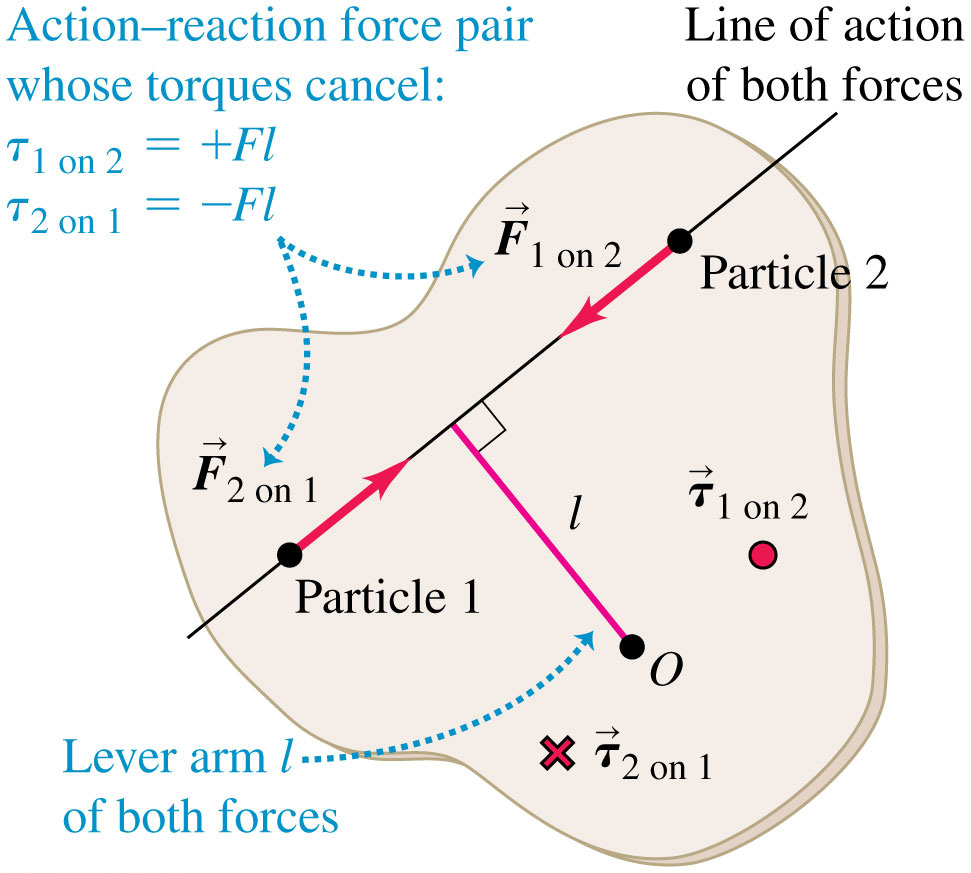 Action–reaction force pair
whose torques cancel:
τ1 on 2 = +Fl
τ2 on 1 = −Fl
Line of action
of both forces
F⃗1 on 2
Particle 2
F⃗2 on 1
Particle 1
l
τ⃗1 on 2
O
τ⃗2 on 1
Lever arm l
of both forces